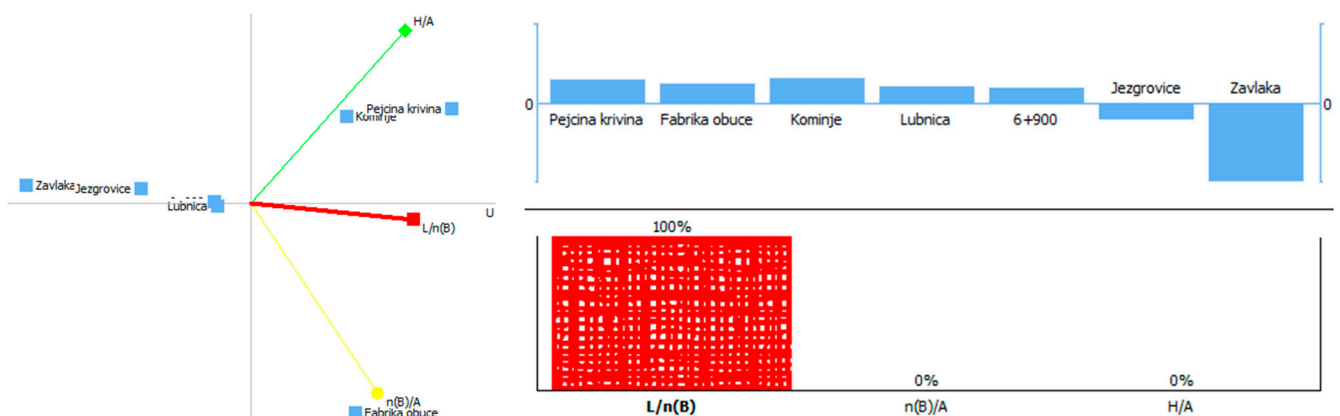 H/A
Pejcina krivina
Kominje
Zavlaka
Jezgrovice
Lubnica
U
L/n(B)
n(B)/A
Fabrika obuce
0
0
Pejcina krivina
Fabrika obuce
Kominje
Lubnica
6+900
Jezgrovice
Zavlaka
100%
0%
0%
L/n(B)
n(B)/A
H/A